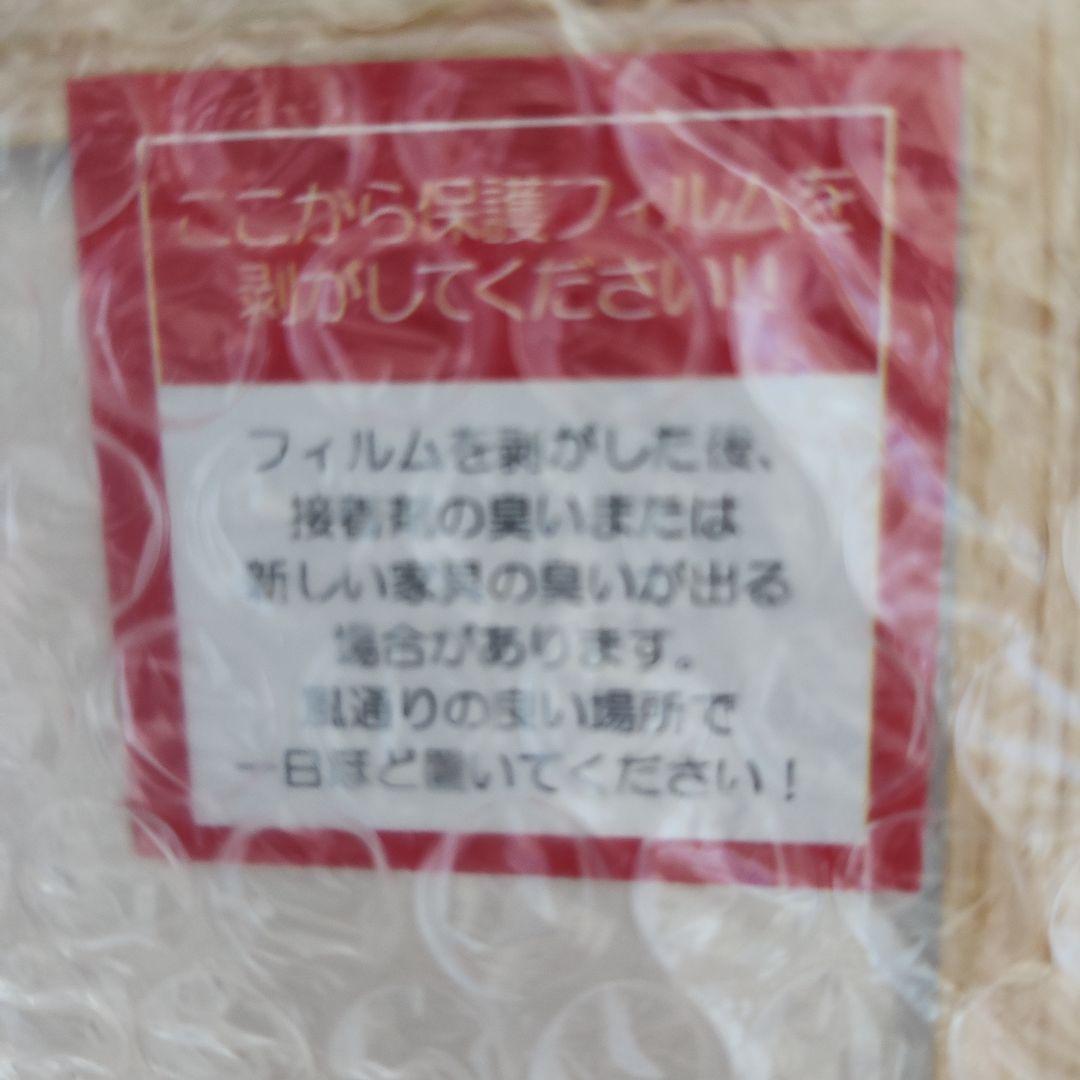 ここから保護フィルムを
剥がしてください!!
フィルムを剥がした後、
接着剤の臭いまたは
新しい家具の臭いが出る
場合があります。
風通りの良い場所で
一日ほど置いてください!